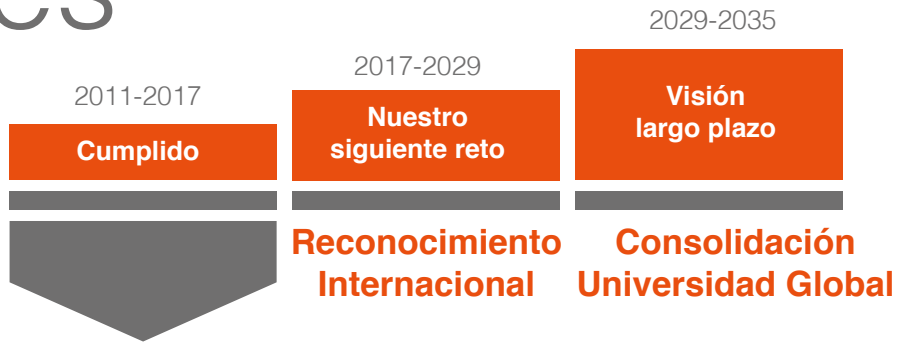 2011-2017
Cumplido
2017-2029
Nuestro
siguiente reto
Reconocimiento
Internacional
2029-2035
Visión
largo plazo
Consolidación
Universidad Global